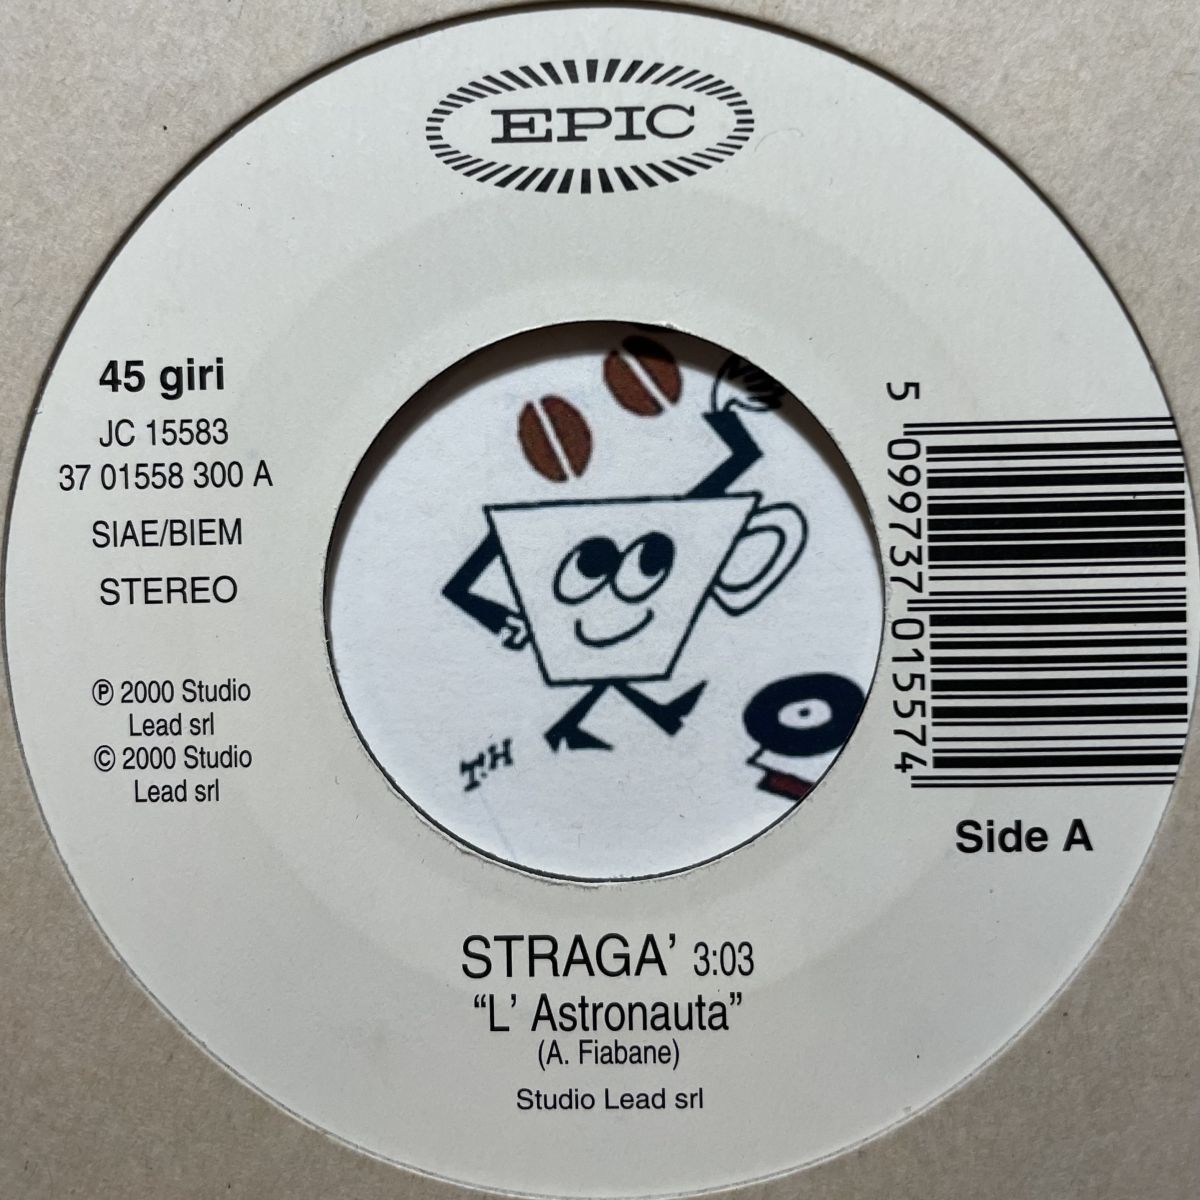 EPIC
45 giri
JC 15583
37 01558 300 A
SIAE/BIEM
STEREO
℗ 2000 Studio
Lead srl
© 2000 Studio
Lead srl
T.H
5 099737 015574
Side A
STRAGA' 3:03
“L' Astronauta”
(A. Fiabane)
Studio Lead srl